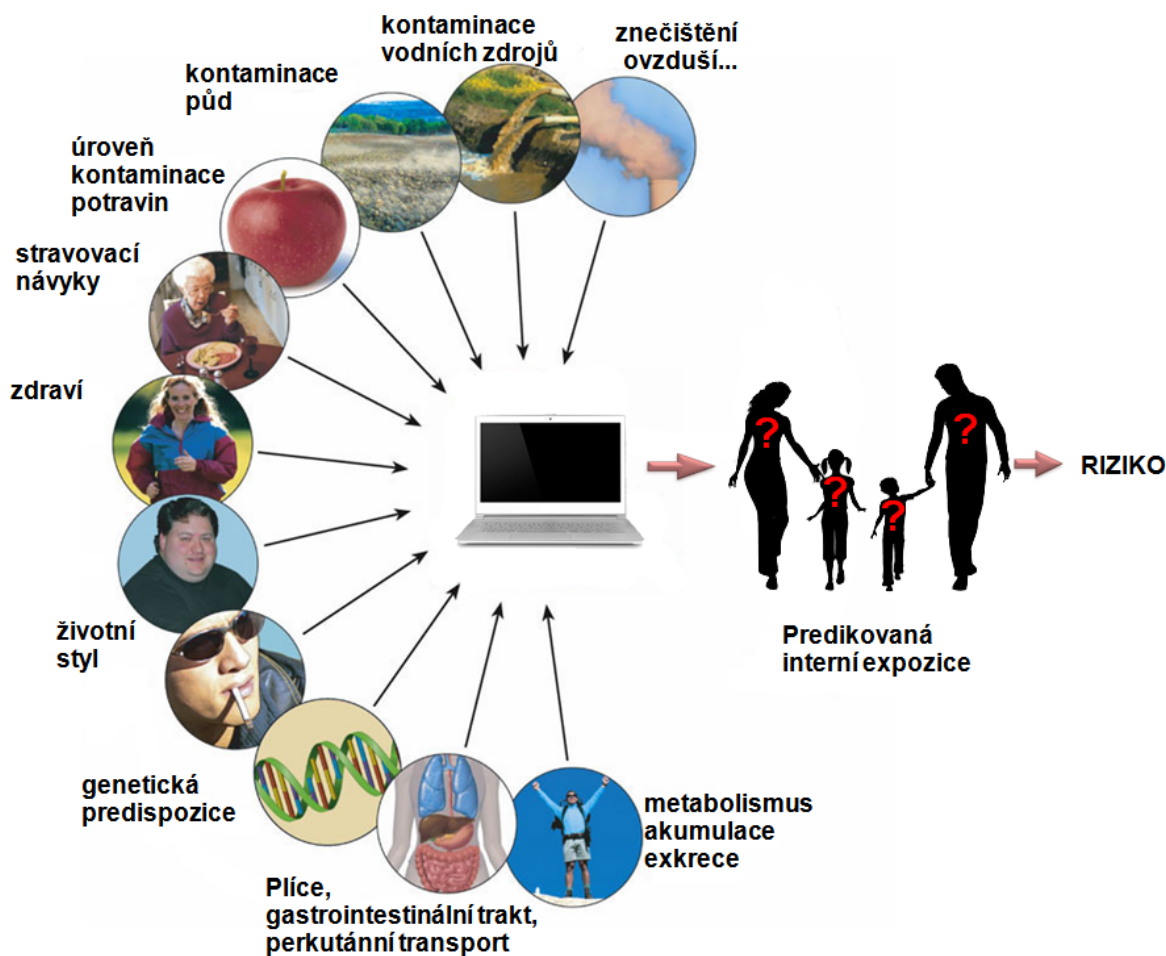 kontaminace
vodních zdrojů
znečištění
ovzduší...
kontaminace
půd
úroveň
kontaminace
potravin
stravovací
návyky
zdraví
životní
styl
genetická
predispozice
Plíce,
gastrointestinální trakt,
perkutánní transport
metabolismus
akumulace
exkrece
?
?
?
?
Predikovaná
interní expozice
RIZIKO